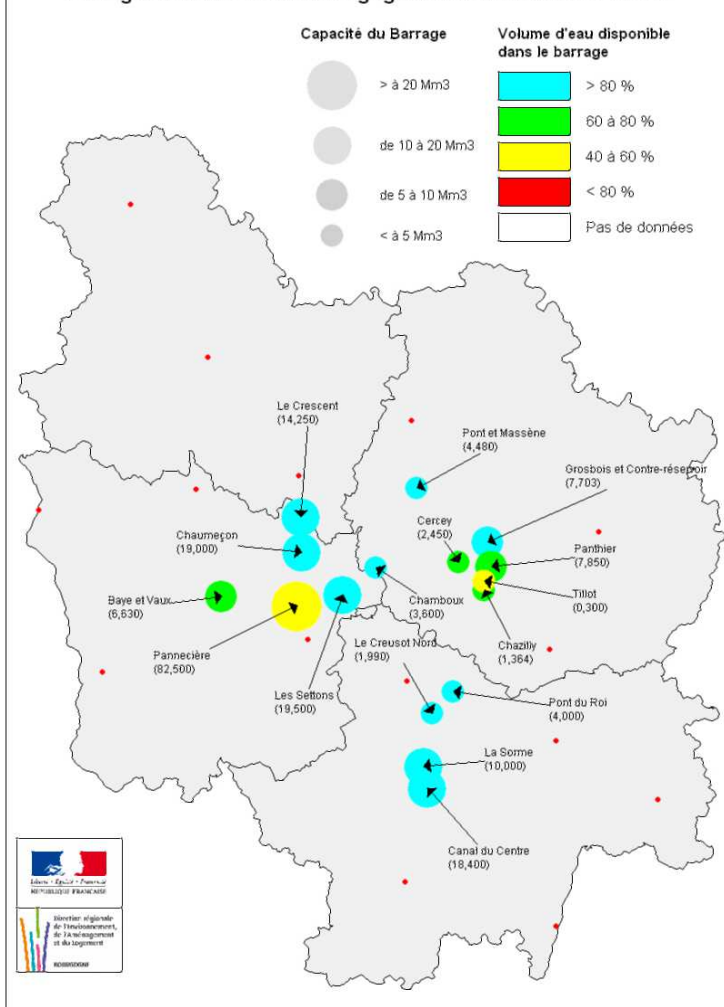 Capacité du Barrage
> à 20 Mm3
de 10 à 20 Mm3
de 5 à 10 Mm3
< à 5 Mm3
Volume d'eau disponible
dans le barrage
> 80 %
60 à 80 %
40 à 60 %
< 80 %
Pas de données
Le Crescent
(14,250)
Pont et Massène
(4,480)
Grosbois et Contre-réservoir
(7,703)
Chaumeçon
(19,000)
Cercey
(2,450)
Panthier
(7,850)
Baye et Vaux
(6,630)
Chamboux
(3,600)
Tillot
(0,300)
Pannecière
(82,500)
Le Creusot Nord
(1,990)
Chazilly
(1,364)
Les Settons
(19,500)
Pont du Roi
(4,000)
La Sorme
(10,000)
Canal du Centre
(18,400)
Liberté • Égalité • Fraternité
RÉPUBLIQUE FRANÇAISE
Direction régionale
de l'Environnement,
de l'Aménagement
et du Logement
BOURGOGNE